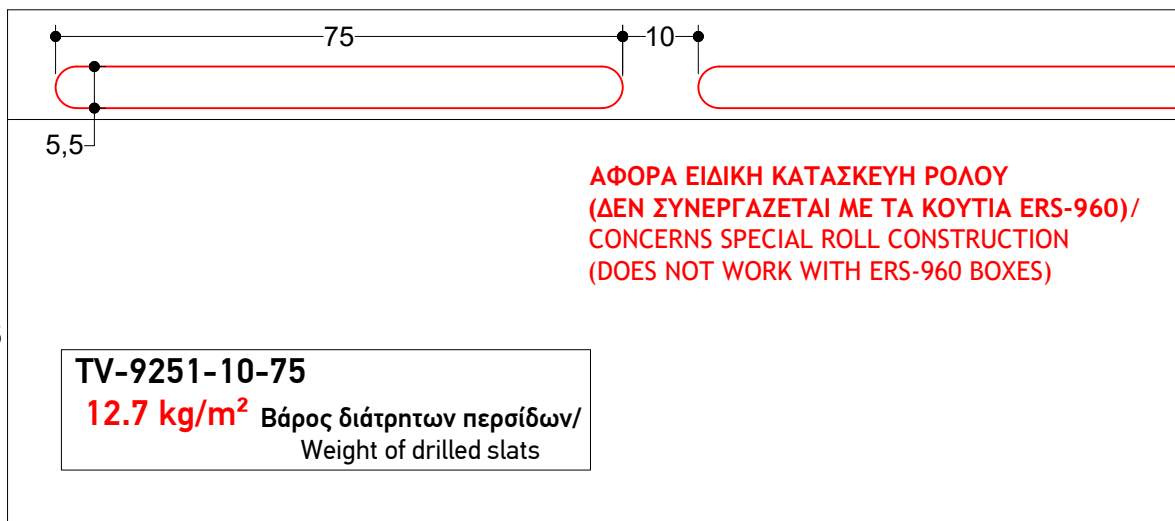 75
10
5,5
ΑΦΟΡΑ ΕΙΔΙΚΗ ΚΑΤΑΣΚΕΥΗ ΡΟΛΟΥ
(ΔΕΝ ΣΥΝΕΡΓΑΖΕΤΑΙ ΜΕ ΤΑ ΚΟΥΤΙΑ ERS-960)/
CONCERNS SPECIAL ROLL CONSTRUCTION
(DOES NOT WORK WITH ERS-960 BOXES)
TV-9251-10-75
12.7 kg/m² Βάρος διάτρητων περσίδων/
Weight of drilled slats